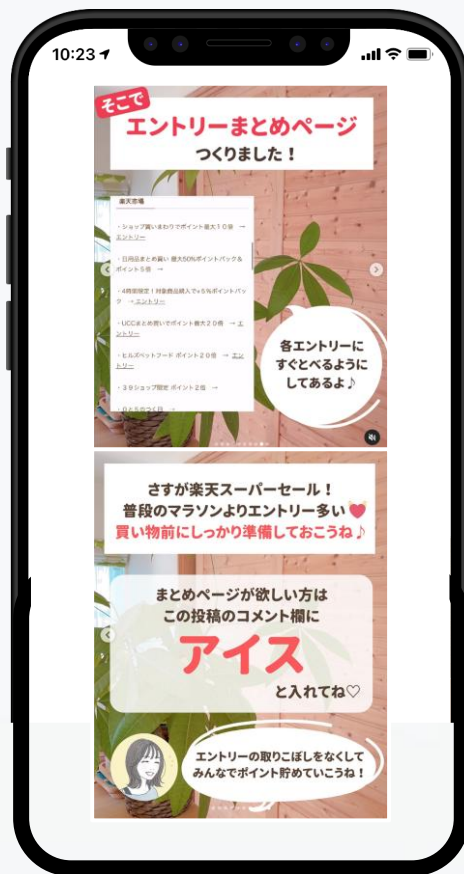 10:23
そこで
エントリーまとめページ
つくりました！
楽天市場
・ショップ買いまわりでポイント最大１０倍　→
エントリー
・日用品まとめ買い 最大50%ポイントバック＆
ポイント５倍　→
・4時間限定！対象商品購入で+５%ポイントバッ
ク　→ エントリー
・UCCまとめ買いでポイント最大２０倍　→ エ
ントリー
・ヒルズペットフード ポイント２０倍　→ エン
トリー
・３９ショップ限定 ポイント２倍　→
・０と５のつく日　→
各エントリーに
すぐとべるように
してあるよ♪
さすが楽天スーパーセール！
普段のマラソンよりエントリー多い💓
買い物前にしっかり準備しておこうね♪
まとめページが欲しい方は
この投稿のコメント欄に
アイス
と入れてね♡
エントリーの取りこぼしをなくして
みんなでポイント貯めていこうね！